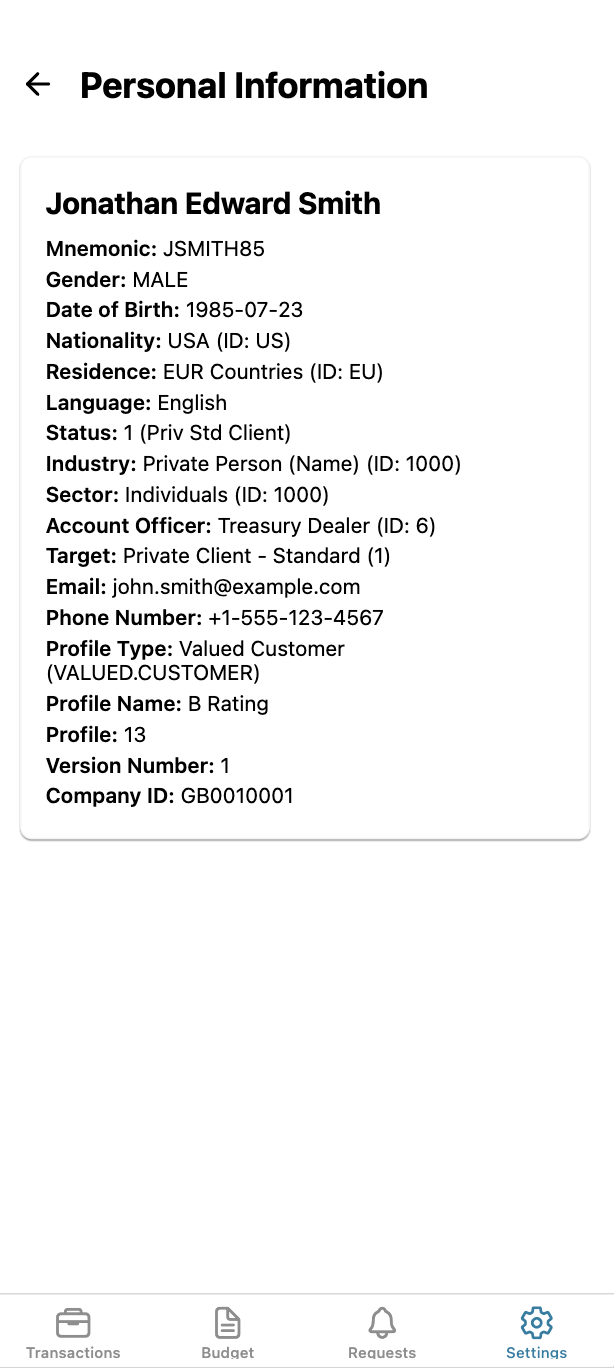 Personal Information
Jonathan Edward Smith
Mnemonic: JSMITH85
Gender: MALE
Date of Birth: 1985-07-23
Nationality: USA (ID: US)
Residence: EUR Countries (ID: EU)
Language: English
Status: 1 (Priv Std Client)
Industry: Private Person (Name) (ID: 1000)
Sector: Individuals (ID: 1000)
Account Officer: Treasury Dealer (ID: 6)
Target: Private Client - Standard (1)
Email: john.smith@example.com
Phone Number: +1-555-123-4567
Profile Type: Valued Customer
(VALUED.CUSTOMER)
Profile Name: B Rating
Profile: 13
Version Number: 1
Company ID: GB0010001
Transactions
Budget
Requests
Settings